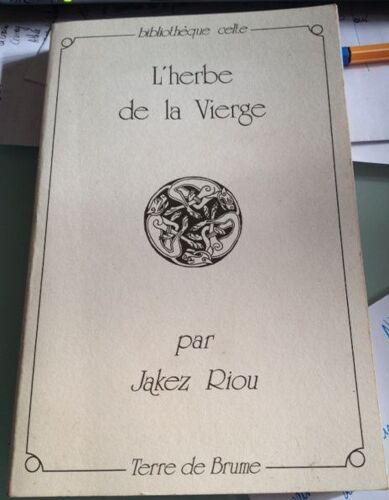 bibliothèque celte
L'herbe
de la Vierge
par
Jakez Riou
Terre de Brume